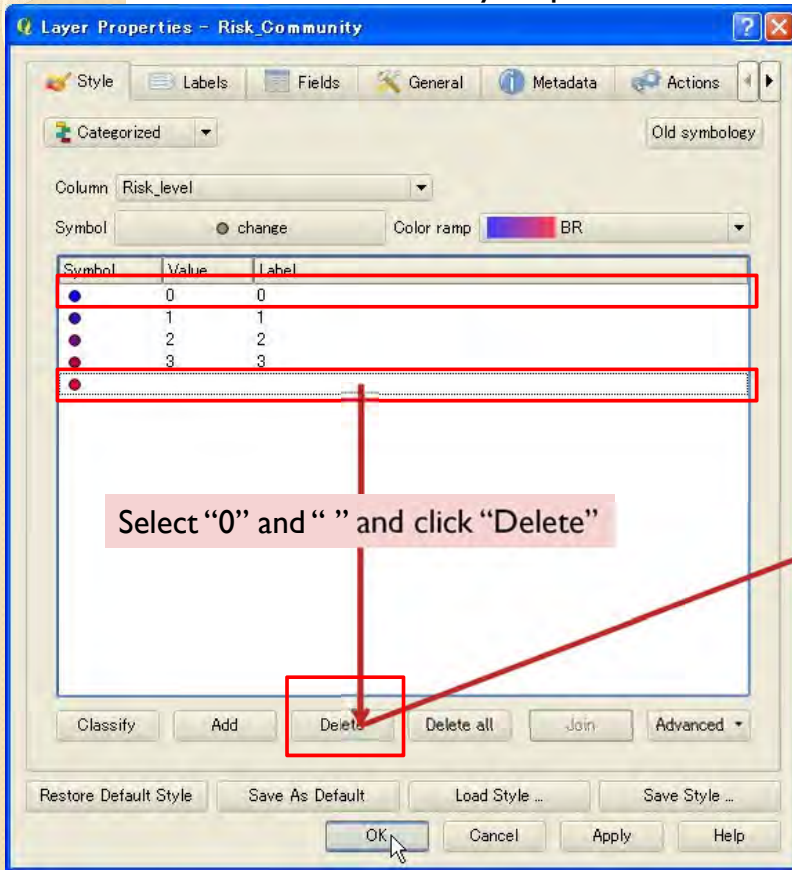 Layer Properties - Risk_Community
Style Labels Fields General Metadata Actions
Categorized Old symbology
Column Risk_level
Symbol change Color ramp BR
Symbol Value Label
0 0
1 1
2 2
3 3
Select “0” and “ ” and click “Delete”
Classify Add Delete Delete all Join Advanced
Restore Default Style Save As Default Load Style ... Save Style ...
OK Cancel Apply Help